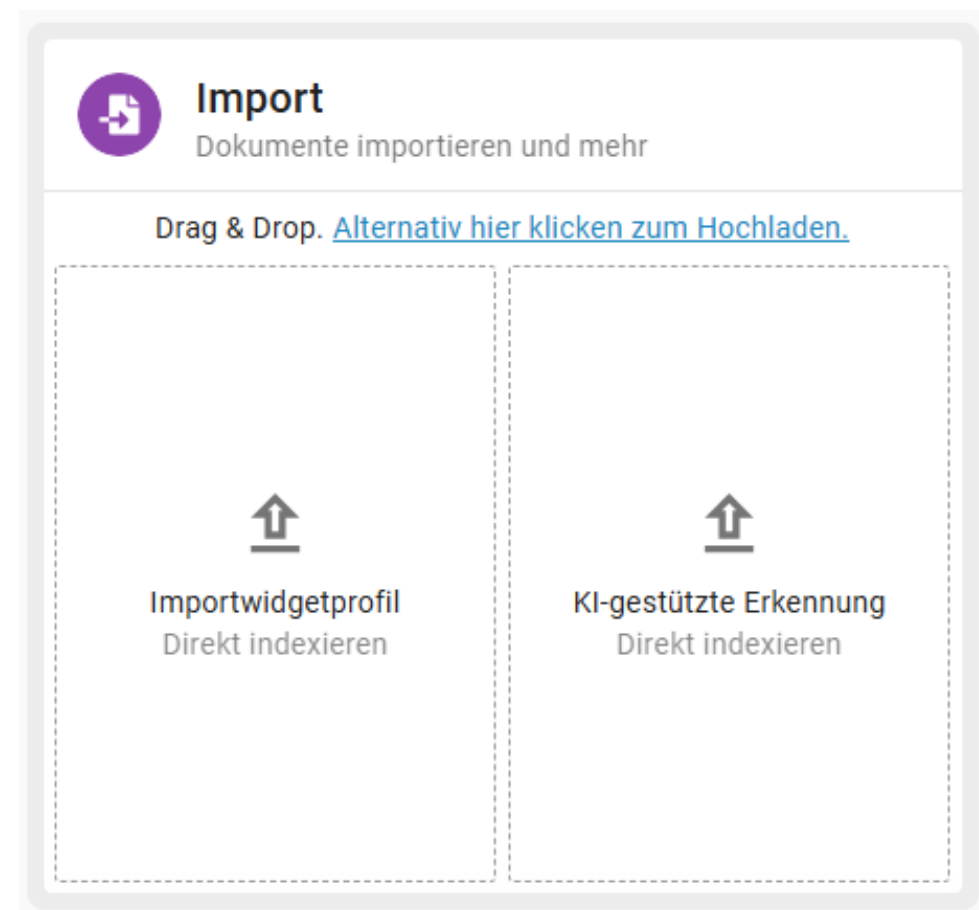 Import
Dokumente importieren und mehr
Drag & Drop. Alternativ hier klicken zum Hochladen.
Importwidgetprofil
Direkt indexieren
KI-gestützte Erkennung
Direkt indexieren